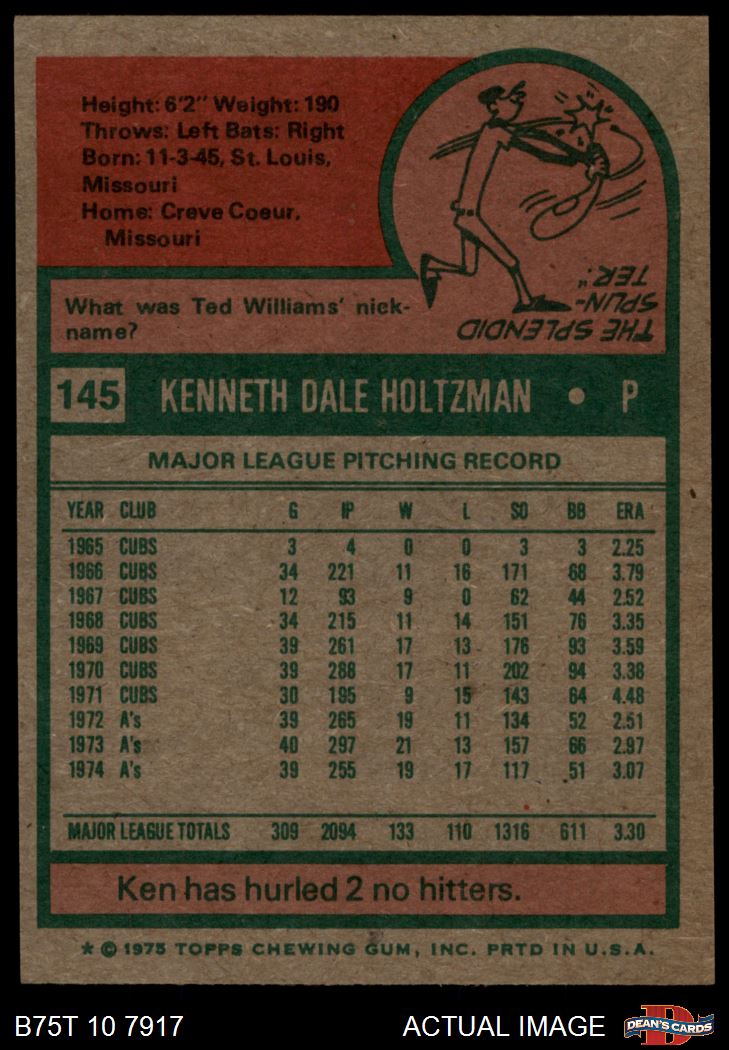 Height: 6'2" Weight: 190
Throws: Left Bats: Right
Born: 11-3-45, St. Louis,
Missouri
Home: Creve Coeur,
Missouri
What was Ted Williams' nick-
name?
THE SPLENDID
SPLIN-
TER."
145 KENNETH DALE HOLTZMAN • P
MAJOR LEAGUE PITCHING RECORD
YEAR CLUB G IP W L SO BB ERA
1965 CUBS 3 4 0 0 3 3 2.25
1966 CUBS 34 221 11 16 171 68 3.79
1967 CUBS 12 93 9 0 62 44 2.52
1968 CUBS 34 215 11 14 151 76 3.35
1969 CUBS 39 261 17 13 176 93 3.59
1970 CUBS 39 288 17 11 202 94 3.38
1971 CUBS 30 195 9 15 143 64 4.48
1972 A's 39 265 19 11 134 52 2.51
1973 A's 40 297 21 13 157 66 2.97
1974 A's 39 255 19 17 117 51 3.07
MAJOR LEAGUE TOTALS 309 2094 133 110 1316 611 3.30
Ken has hurled 2 no hitters.
* © 1975 TOPPS CHEWING GUM, INC. PRTD IN U.S.A.
B75T 10 7917 ACTUAL IMAGE D DEAN'S CARDS